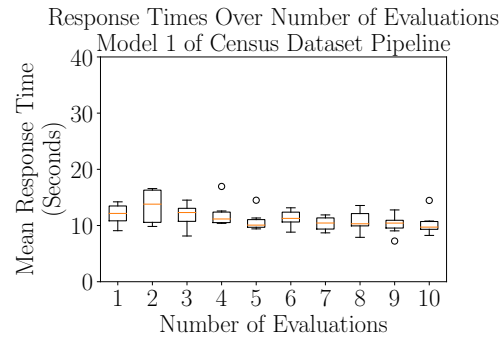 Response Times Over Number of Evaluations
Model 1 of Census Dataset Pipeline
Mean Response Time
(Seconds)
40
30
20
10
0
1 2 3 4 5 6 7 8 9 10
Number of Evaluations